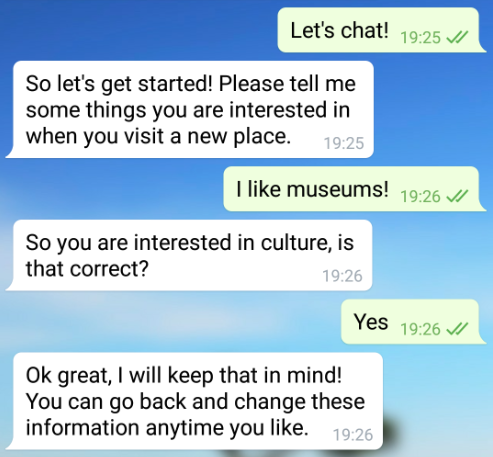 Let's chat! 19:25
So let's get started! Please tell me
some things you are interested in
when you visit a new place. 19:25
I like museums! 19:26
So you are interested in culture, is
that correct? 19:26
Yes 19:26
Ok great, I will keep that in mind!
You can go back and change these
information anytime you like. 19:26